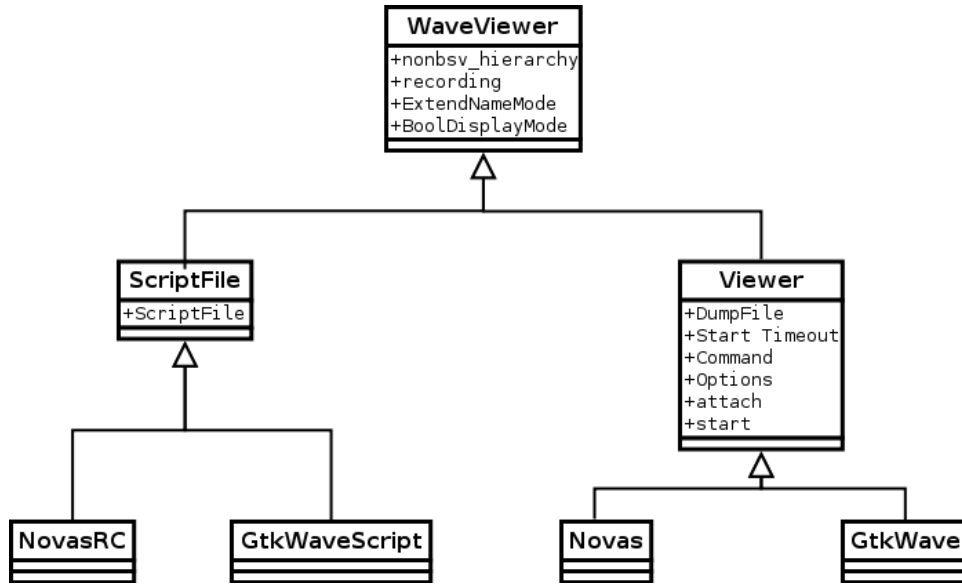 WaveViewer
+nonbsv_hierarchy
+recording
+ExtendNameMode
+BoolDisplayMode
ScriptFile
+ScriptFile
Viewer
+DumpFile
+Start Timeout
+Command
+Options
+attach
+start
NovasRC
GtkWaveScript
Novas
GtkWave